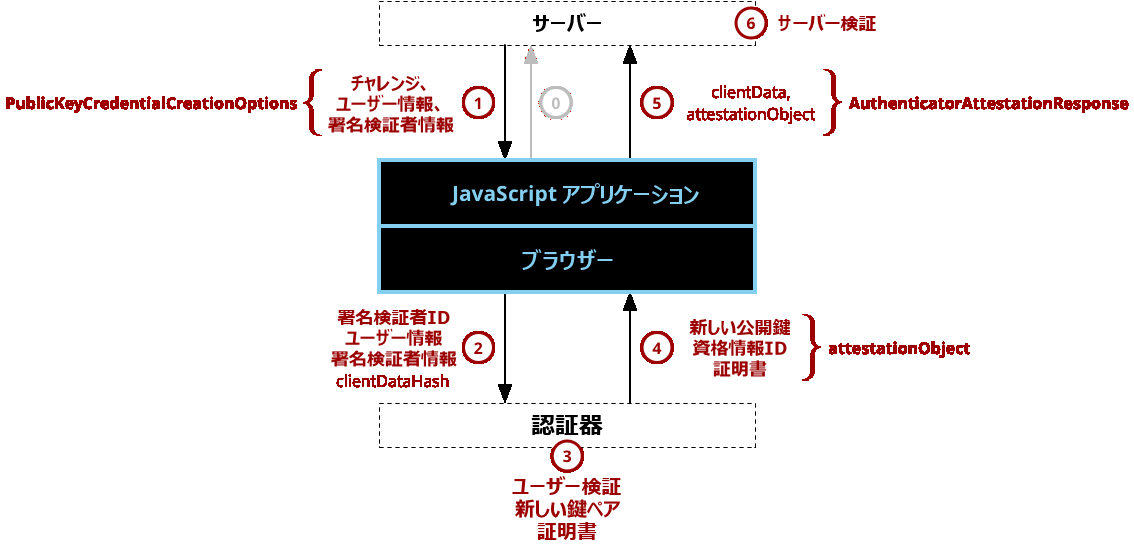 サーバー
6
サーバー検証
PublicKeyCredentialCreationOptions
チャレンジ、
ユーザー情報、
署名検証者情報
1
0
5
clientData,
attestationObject
AuthenticatorAttestationResponse
JavaScript アプリケーション
ブラウザー
署名検証者ID
ユーザー情報
署名検証者情報
clientDataHash
2
4
新しい公開鍵
資格情報ID
証明書
attestationObject
認証器
3
ユーザー検証
新しい鍵ペア
証明書